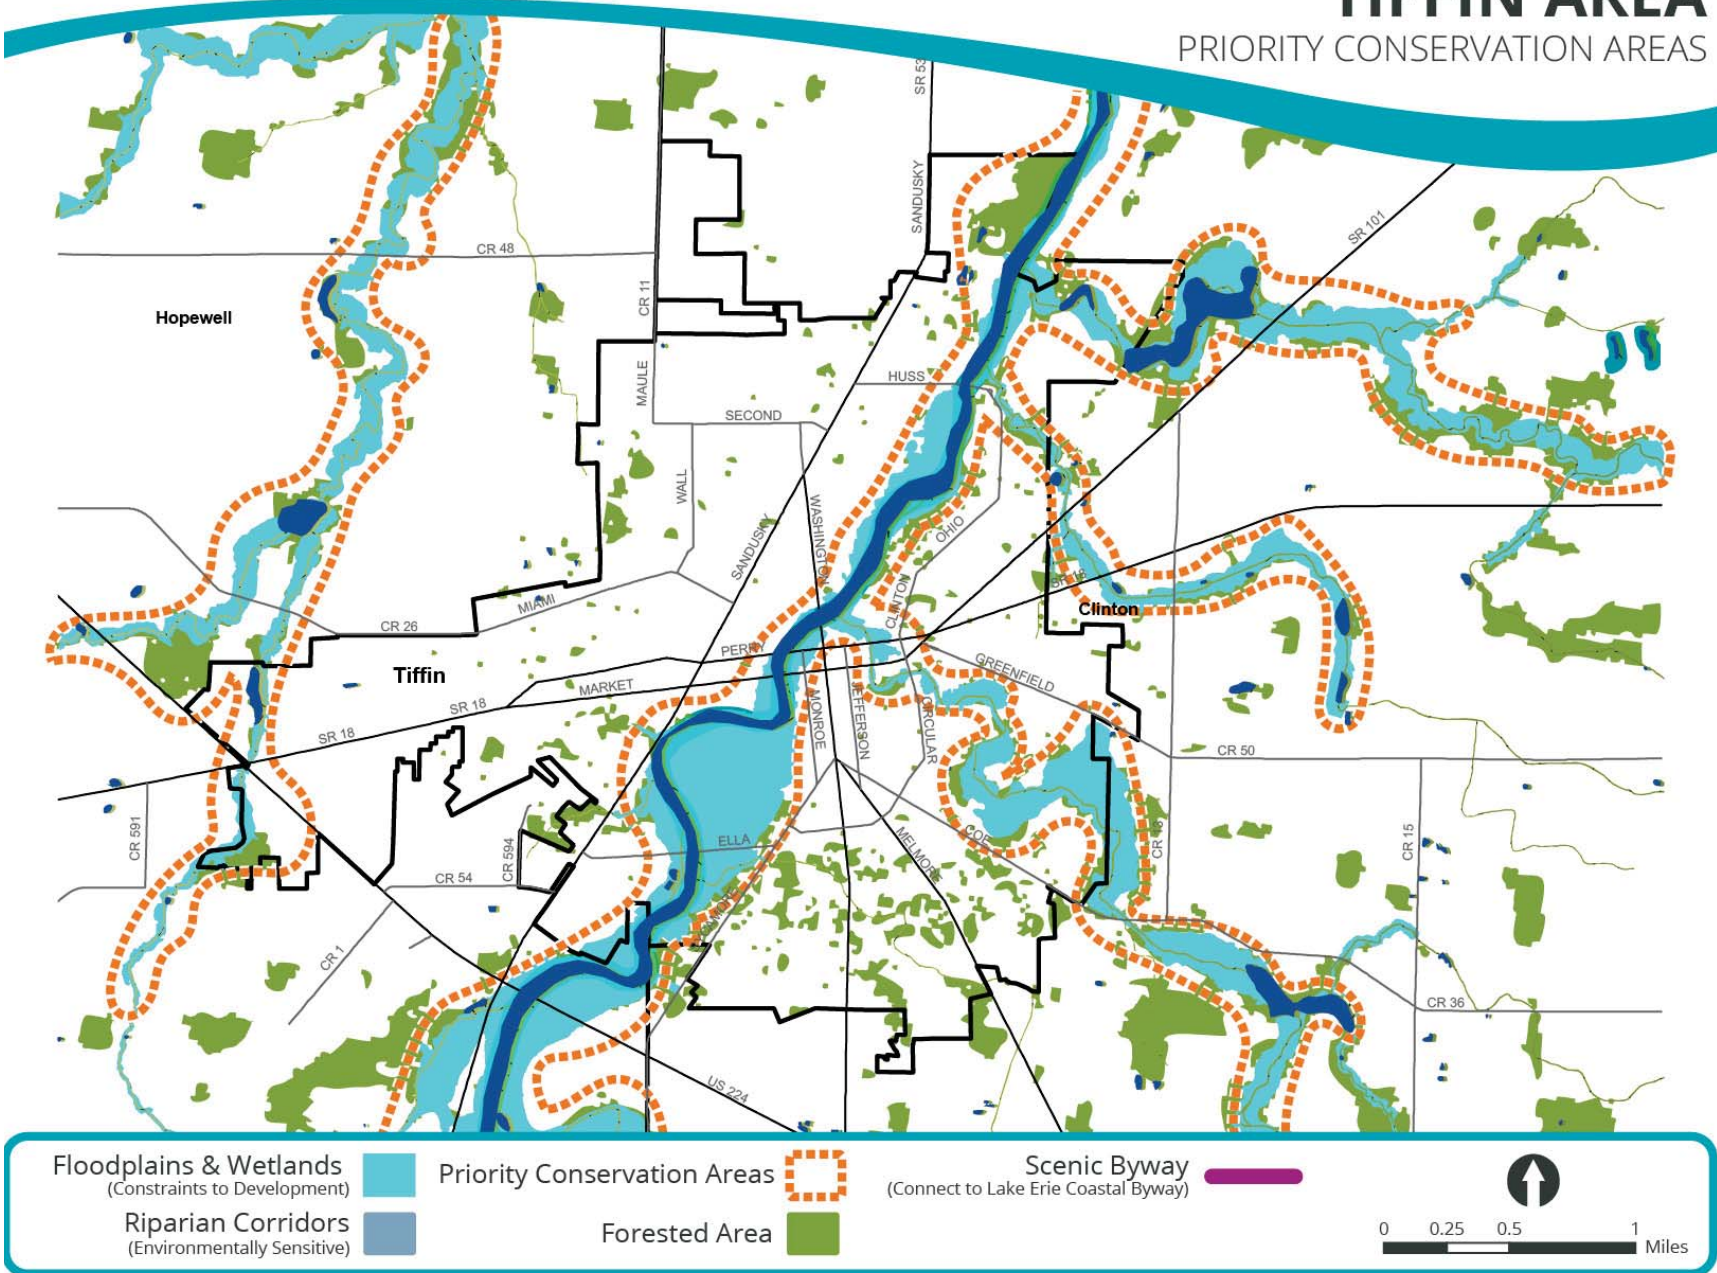 TIFFIN AREA
PRIORITY CONSERVATION AREAS
SR 53
SANDUSKY
SR 101
CR 48
CR 11
Hopewell
MAULE
HUSS
SECOND
WALL
WASHINGTON
SANDUSKY
OHIO
CLINTON
SR 18
Clinton
MIAMI
CR 26
PERRY
Tiffin
MARKET
GREENFIELD
SR 18
SR 18
MONROE
JEFFERSON
CIRCULAR
CR 50
CR 591
CR 594
ELLA
COE
MELMORE
CR 18
CR 15
CR 54
CR 1
CR 36
US 224
Floodplains & Wetlands
(Constraints to Development)
Priority Conservation Areas
Scenic Byway
(Connect to Lake Erie Coastal Byway)
Riparian Corridors
(Environmentally Sensitive)
Forested Area
0 0.25 0.5 1
Miles